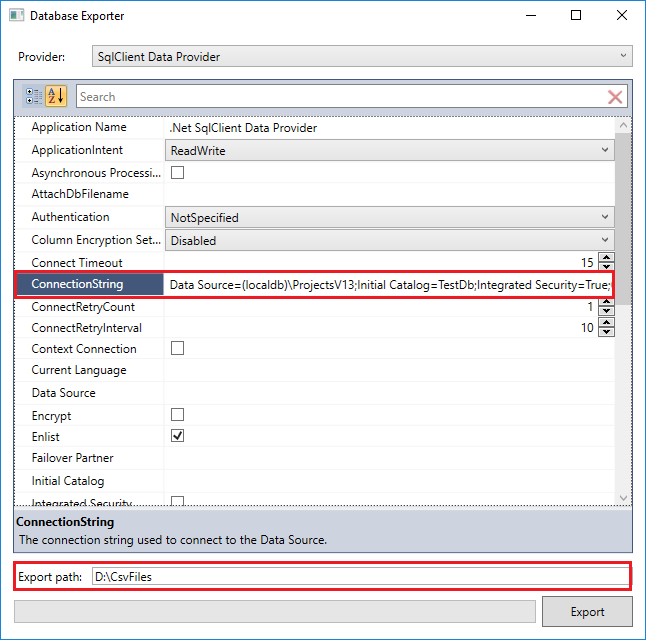 Database Exporter
Provider: SqlClient Data Provider
A Z Search
Application Name .Net SqlClient Data Provider
ApplicationIntent ReadWrite
Asynchronous Processi...
AttachDbFilename
Authentication NotSpecified
Column Encryption Set... Disabled
Connect Timeout 15
ConnectionString Data Source=(localdb)\ProjectsV13;Initial Catalog=TestDb;Integrated Security=True;
ConnectRetryCount 1
ConnectRetryInterval 10
Context Connection
Current Language
Data Source
Encrypt
Enlist
Failover Partner
Initial Catalog
Integrated Security
ConnectionString
The connection string used to connect to the Data Source.
Export path: D:\CsvFiles
Export